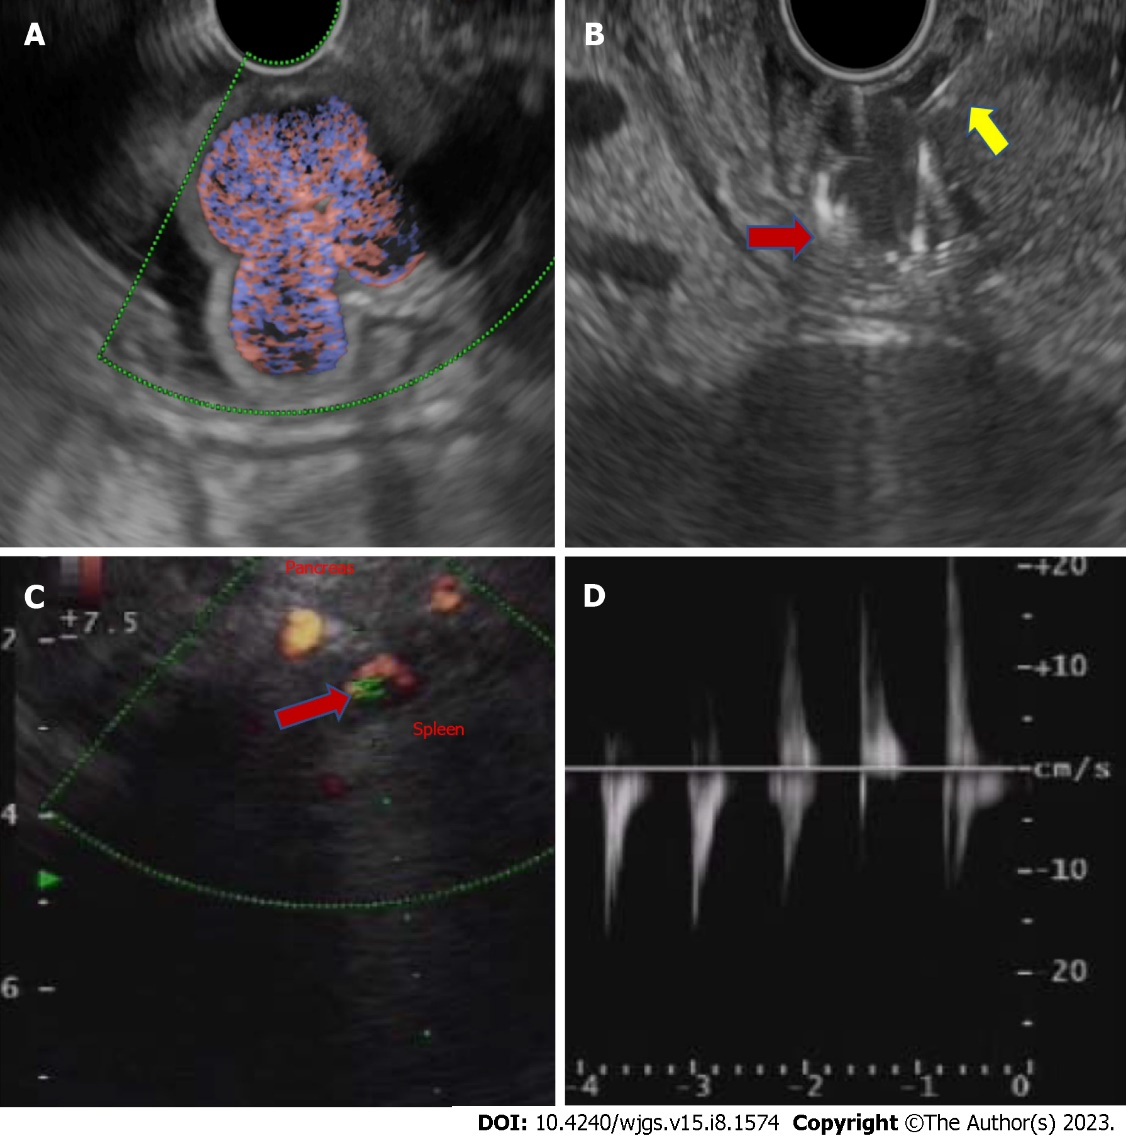 A
B
C
Pancreas
+7.5
2
Spleen
4
6
D
+20
+10
cm/s
-10
20
-4 -3 -2 -1 0
DOI: 10.4240/wjgs.v15.i8.1574 Copyright ©The Author(s) 2023.